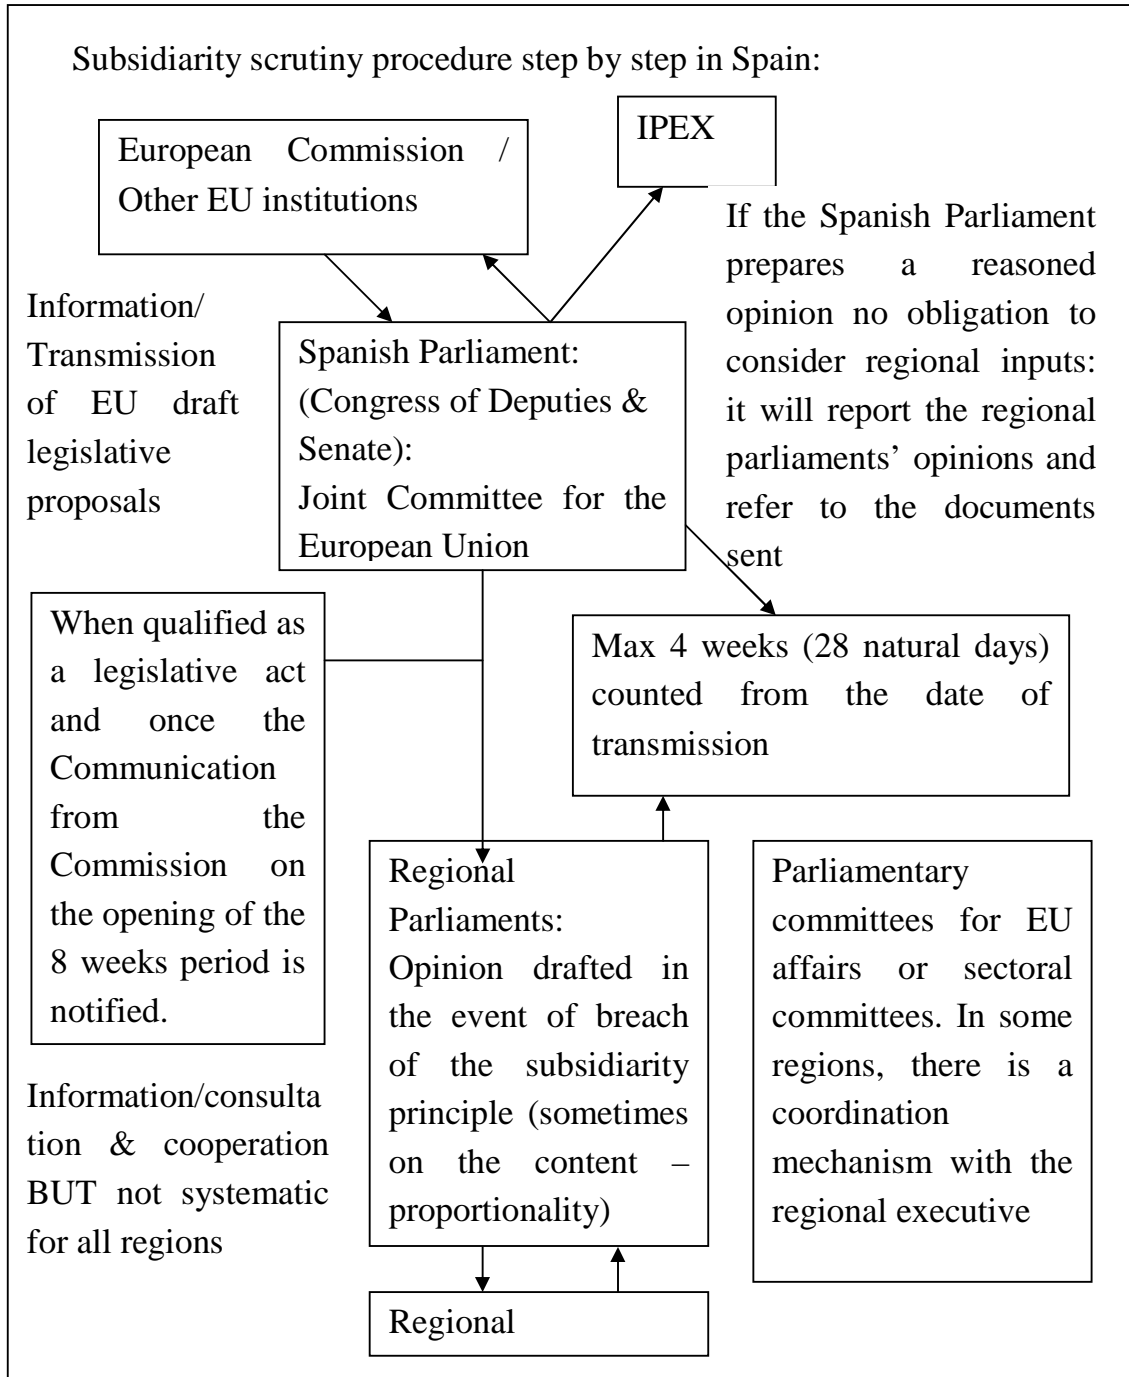 Subsidiarity scrutiny procedure step by step in Spain:
European Commission /
Other EU institutions
IPEX
If the Spanish Parliament
prepares a reasoned
opinion no obligation to
consider regional inputs:
it will report the regional
parliaments’ opinions and
refer to the documents
sent
Information/
Transmission
of EU draft
legislative
proposals
Spanish Parliament:
(Congress of Deputies &
Senate):
Joint Committee for the
European Union
When qualified as
a legislative act
and once the
Communication
from the
Commission on
the opening of the
8 weeks period is
notified.
Max 4 weeks (28 natural days)
counted from the date of
transmission
Regional
Parliaments:
Opinion drafted in
the event of breach
of the subsidiarity
principle (sometimes
on the content –
proportionality)
Parliamentary
committees for EU
affairs or sectoral
committees. In some
regions, there is a
coordination
mechanism with the
regional executive
Information/consulta
tion & cooperation
BUT not systematic
for all regions
Regional